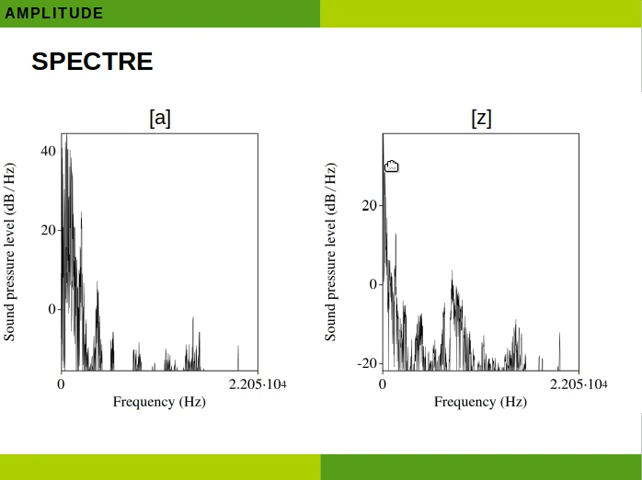 AMPLITUDE
SPECTRE
[a]
Sound pressure level (dB/Hz)
40
20
0
0
2.205·10⁴
Frequency (Hz)
[z]
Sound pressure level (dB/Hz)
20
0
-20
0
2.205·10⁴
Frequency (Hz)